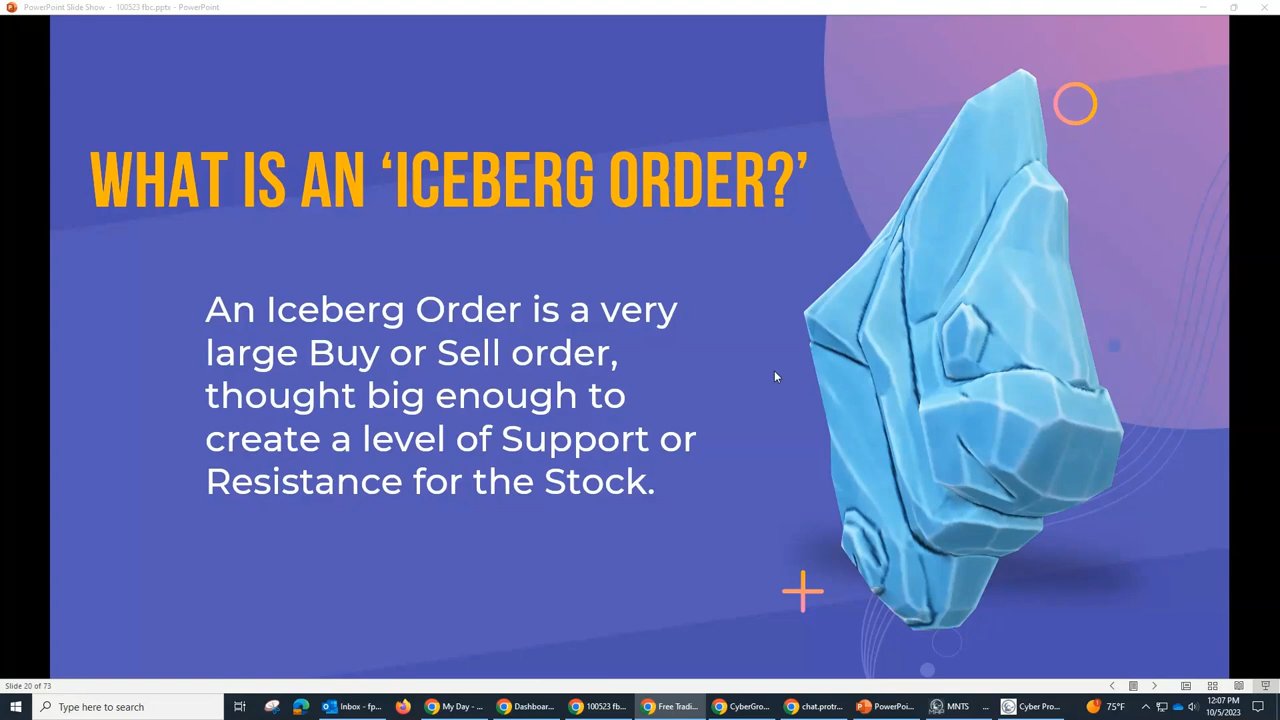 PowerPoint Slide Show - 100523 fbc.pptx - PowerPoint
WHAT IS AN ‘ICEBERG ORDER?’
An Iceberg Order is a very
large Buy or Sell order,
thought big enough to
create a level of Support or
Resistance for the Stock.
Slide 20 of 73
Type here to search
Inbox - fp...
My Day - ...
Dashboar...
100523 fb...
Free Tradi...
CyberGro...
chat.protr...
PowerPoi...
MNTS ...
Cyber Pro...
75°F
12:07 PM
10/5/2023